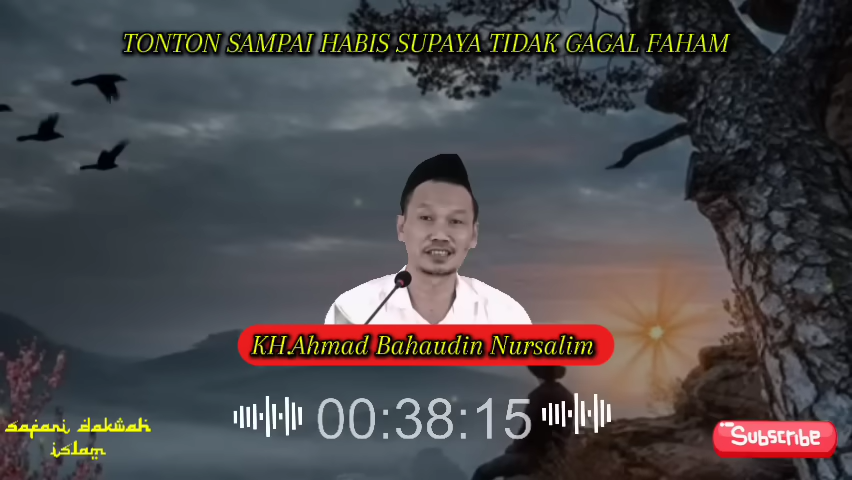 TONTON SAMPAI HABIS SUPAYA TIDAK GAGAL FAHAM
KH.Ahmad Bahaudin Nursalim
00:38:15
safari dakwah
islam
Subscribe